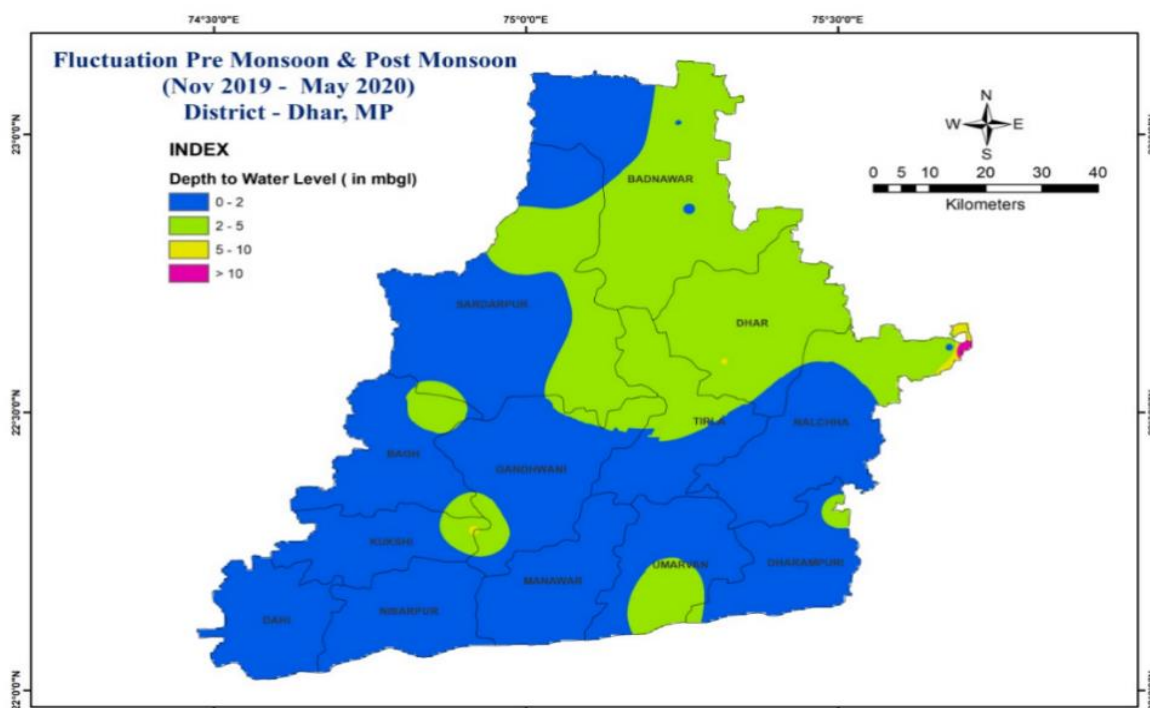 74°30'0"E
75°0'0"E
75°30'0"E
Fluctuation Pre Monsoon & Post Monsoon
(Nov 2019 - May 2020)
District - Dhar, MP
INDEX
Depth to Water Level ( in mbgl)
0 - 2
2 - 5
5 - 10
> 10
N
W E
S
0 5 10 20 30 40
Kilometers
23°0'0"N
22°30'0"N
22°0'0"N
BADNAWAR
SARDARPUR
DHAR
TIRLA
NALCHHA
BAGH
GANDHWANI
KUKSHI
UMARVAN
DHARAMPURI
MANAWAR
NISARPUR
DAHI